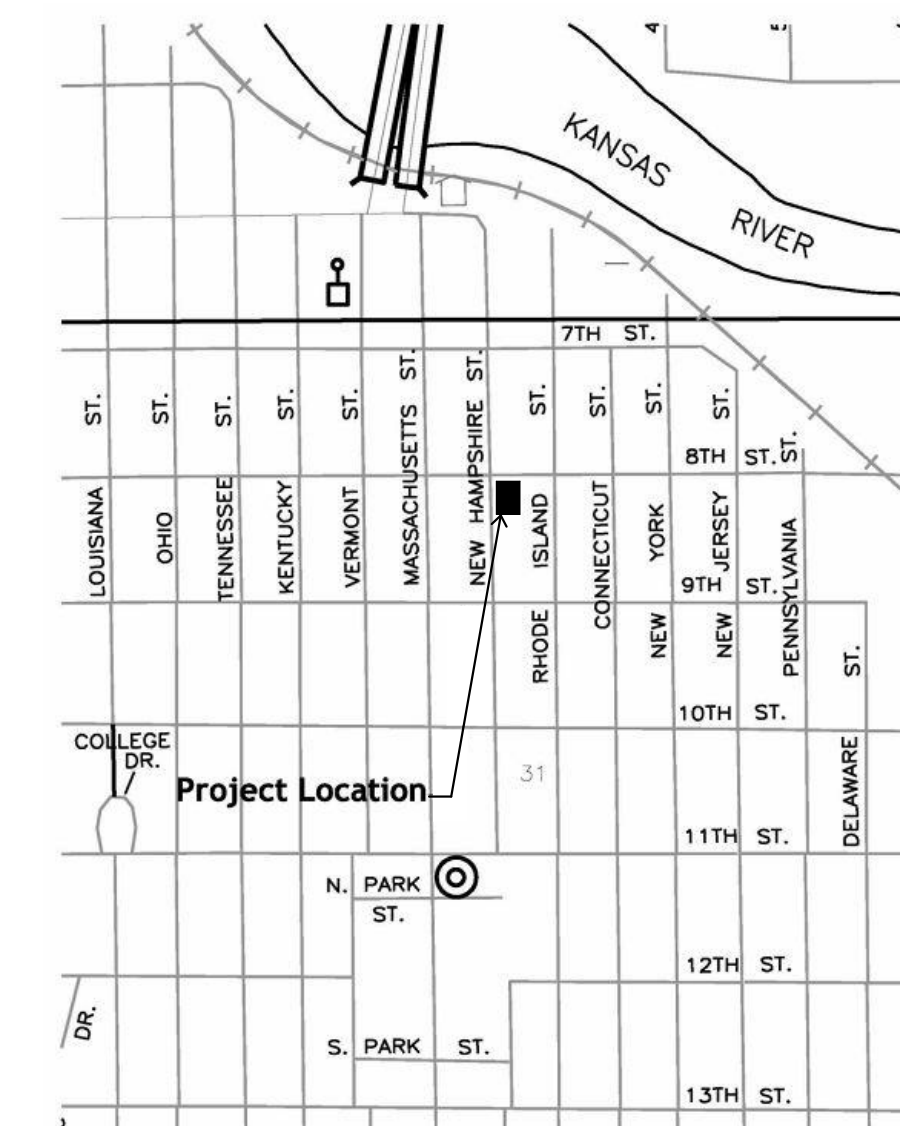 4
KANSAS
RIVER
7TH ST.
LOUISIANA ST.
OHIO ST.
TENNESSEE ST.
KENTUCKY ST.
VERMONT ST.
MASSACHUSETTS ST.
NEW HAMPSHIRE ST.
RHODE ISLAND ST.
CONNECTICUT ST.
NEW YORK ST.
NEW JERSEY ST.
PENNSYLVANIA ST.
DELAWARE ST.
8TH ST.
9TH ST.
10TH ST.
COLLEGE
DR.
31
Project Location
11TH ST.
N. PARK
ST.
12TH ST.
DR.
S. PARK ST.
13TH ST.